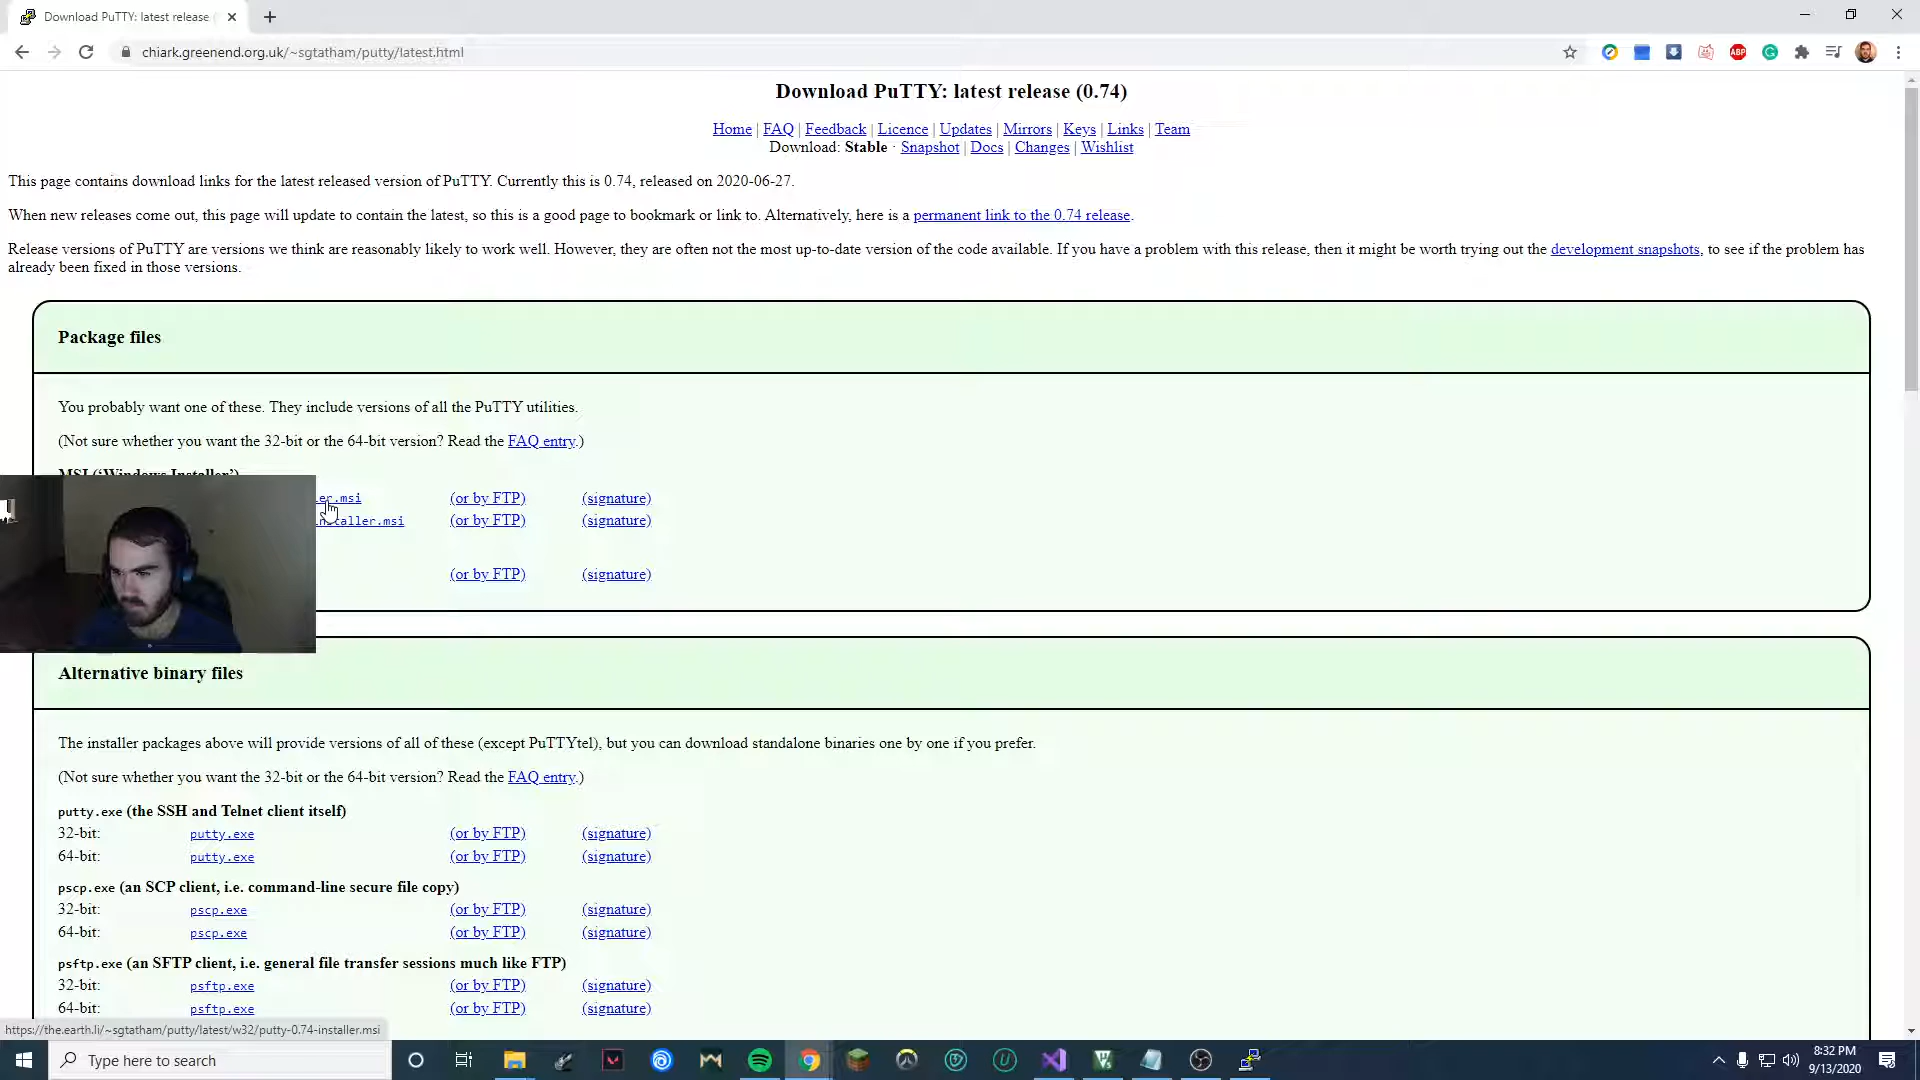 Download PuTTY: latest release
chiark.greenend.org.uk/~sgtatham/putty/latest.html
ABP
Download PuTTY: latest release (0.74)
Home | FAQ | Feedback | Licence | Updates | Mirrors | Keys | Links | Team
Download: Stable · Snapshot | Docs | Changes | Wishlist
This page contains download links for the latest released version of PuTTY. Currently this is 0.74, released on 2020-06-27.
When new releases come out, this page will update to contain the latest, so this is a good page to bookmark or link to. Alternatively, here is a permanent link to the 0.74 release.
Release versions of PuTTY are versions we think are reasonably likely to work well. However, they are often not the most up-to-date version of the code available. If you have a problem with this release, then it might be worth trying out the development snapshots, to see if the problem has
already been fixed in those versions.
Package files
You probably want one of these. They include versions of all the PuTTY utilities.
(Not sure whether you want the 32-bit or the 64-bit version? Read the FAQ entry.)
MSI (‘Windows Installer’)
ler.msi (or by FTP) (signature)
installer.msi (or by FTP) (signature)
(or by FTP) (signature)
Alternative binary files
The installer packages above will provide versions of all of these (except PuTTYtel), but you can download standalone binaries one by one if you prefer.
(Not sure whether you want the 32-bit or the 64-bit version? Read the FAQ entry.)
putty.exe (the SSH and Telnet client itself)
32-bit: putty.exe (or by FTP) (signature)
64-bit: putty.exe (or by FTP) (signature)
pscp.exe (an SCP client, i.e. command-line secure file copy)
32-bit: pscp.exe (or by FTP) (signature)
64-bit: pscp.exe (or by FTP) (signature)
psftp.exe (an SFTP client, i.e. general file transfer sessions much like FTP)
32-bit: psftp.exe (or by FTP) (signature)
64-bit: psftp.exe (or by FTP) (signature)
https://the.earth.li/~sgtatham/putty/latest/w32/putty-0.74-installer.msi
Type here to search
8:32 PM
9/13/2020